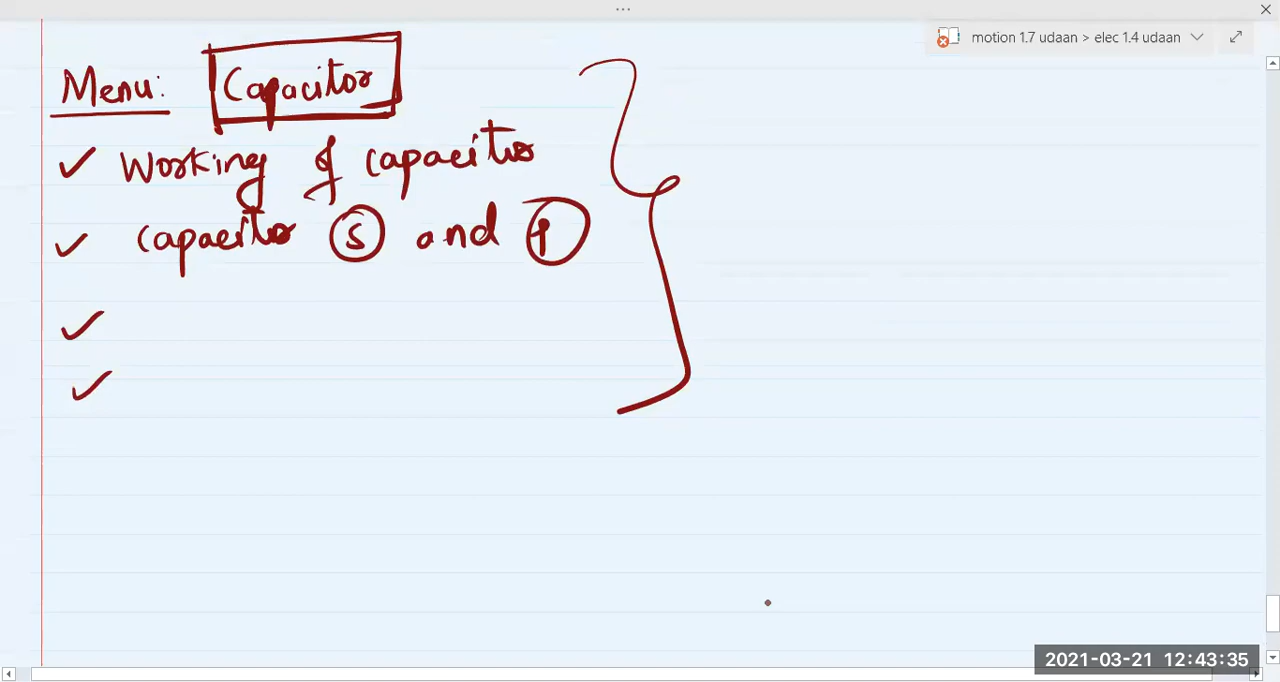 ...
motion 1.7 udaan > elec 1.4 udaan
Menu: Capacitor
✓ Working of capacitor
✓ capacitor S and P
✓
✓
2021-03-21 12:43:35